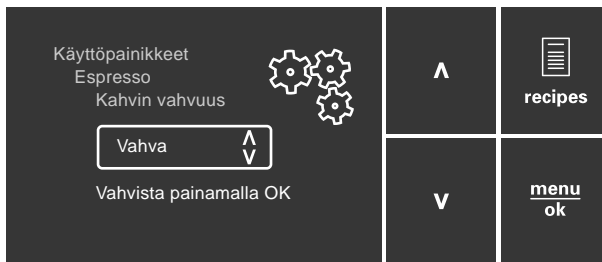 Käyttöpainikkeet
Espresso
Kahvin vahvuus
Vahva
Vahvista painamalla OK
recipes
menu
ok